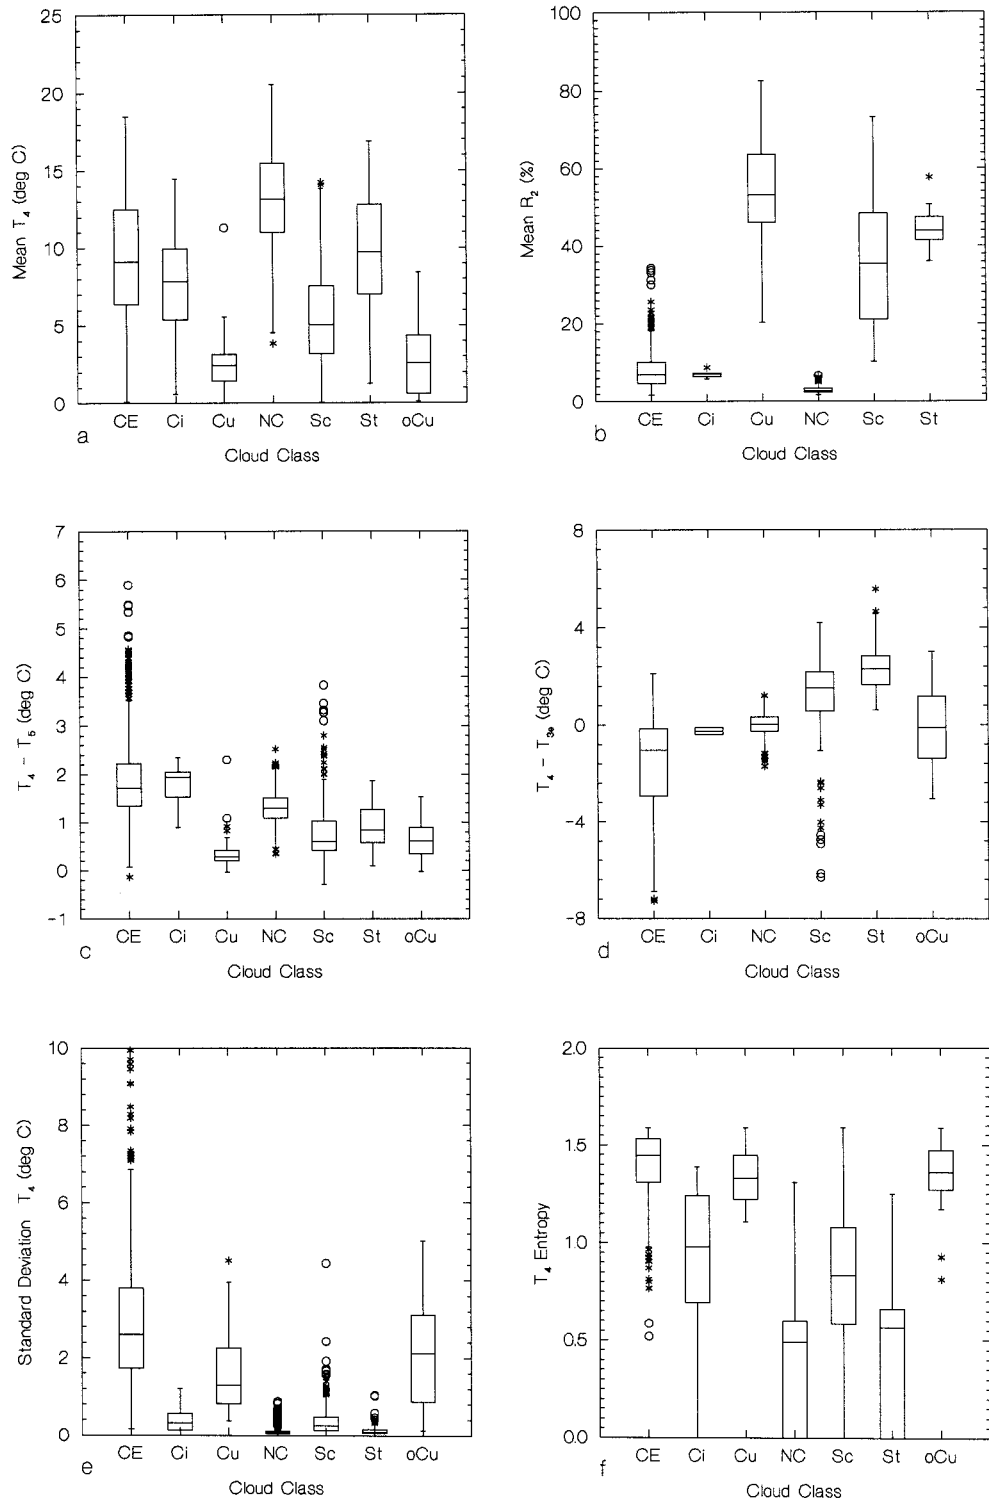 25
20
15
10
5
0
Mean T4 (deg C)
CE Ci Cu NC Sc St oCu
a
Cloud Class
100
80
60
40
20
0
Mean R2 (%)
CE Ci Cu NC Sc St
b
Cloud Class
7
6
5
4
3
2
1
0
-1
T4 - T5 (deg C)
CE Ci Cu NC Sc St oCu
c
Cloud Class
8
4
0
-4
-8
T4 - T3e (deg C)
CE Ci NC Sc St oCu
d
Cloud Class
10
8
6
4
2
0
Standard Deviation T4 (deg C)
CE Ci Cu NC Sc St oCu
e
Cloud Class
2.0
1.5
1.0
0.5
0.0
T4 Entropy
CE Ci Cu NC Sc St oCu
f
Cloud Class